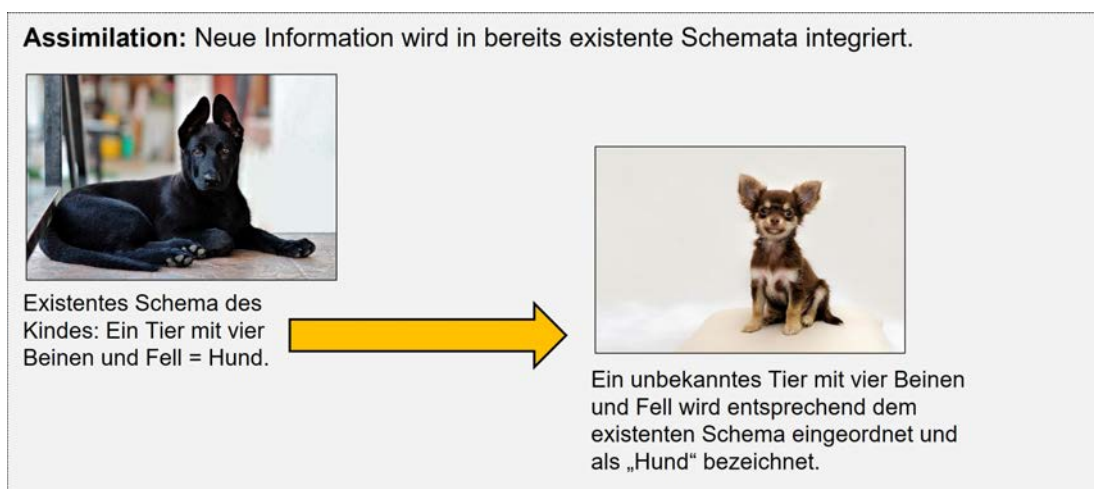 Assimilation: Neue Information wird in bereits existente Schemata integriert.
Existentes Schema des
Kindes: Ein Tier mit vier
Beinen und Fell = Hund.
Ein unbekanntes Tier mit vier Beinen
und Fell wird entsprechend dem
existenten Schema eingeordnet und
als „Hund“ bezeichnet.